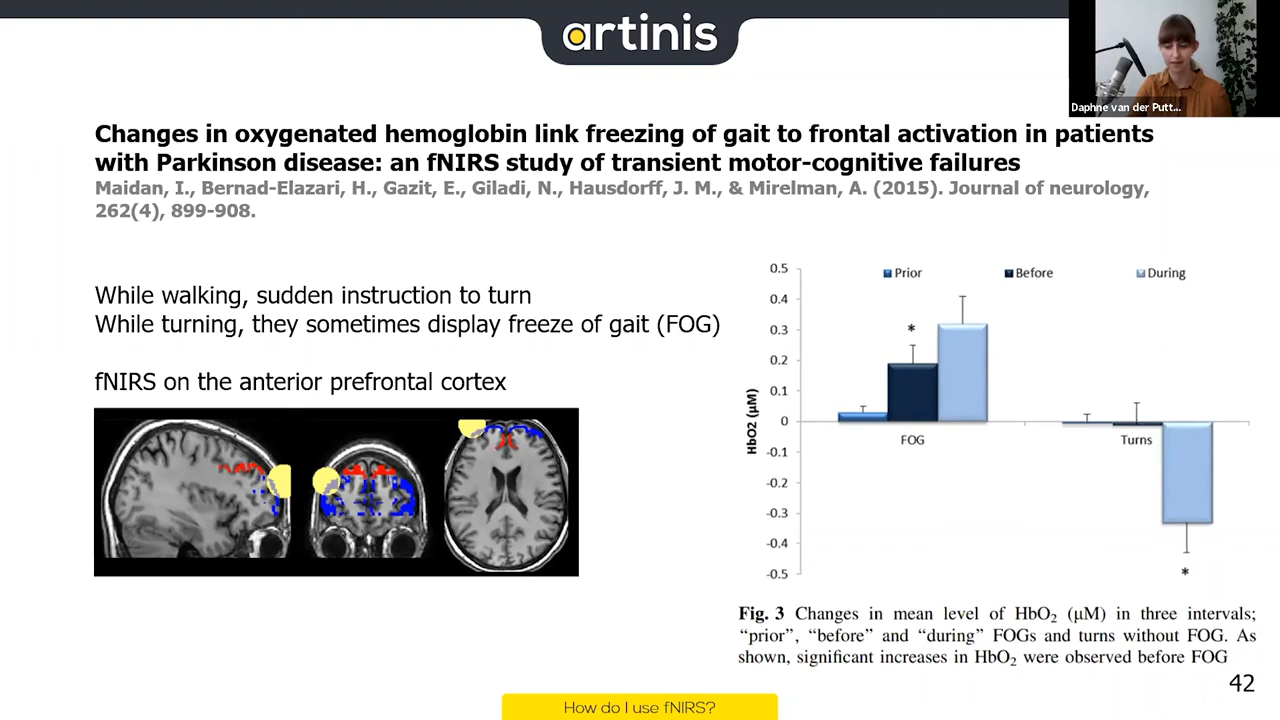 artinis
Daphne van der Putt...
Changes in oxygenated hemoglobin link freezing of gait to frontal activation in patients
with Parkinson disease: an fNIRS study of transient motor-cognitive failures
Maidan, I., Bernad-Elazari, H., Gazit, E., Giladi, N., Hausdorff, J. M., & Mirelman, A. (2015). Journal of neurology,
262(4), 899-908.
While walking, sudden instruction to turn
While turning, they sometimes display freeze of gait (FOG)
fNIRS on the anterior prefrontal cortex
Prior Before During
HbO2 (µM)
0.5
0.4
0.3
0.2
0.1
0
-0.1
-0.2
-0.3
-0.4
-0.5
*
FOG Turns
*
Fig. 3 Changes in mean level of HbO₂ (µM) in three intervals;
“prior”, “before” and “during” FOGs and turns without FOG. As
shown, significant increases in HbO₂ were observed before FOG
42
How do I use fNIRS?